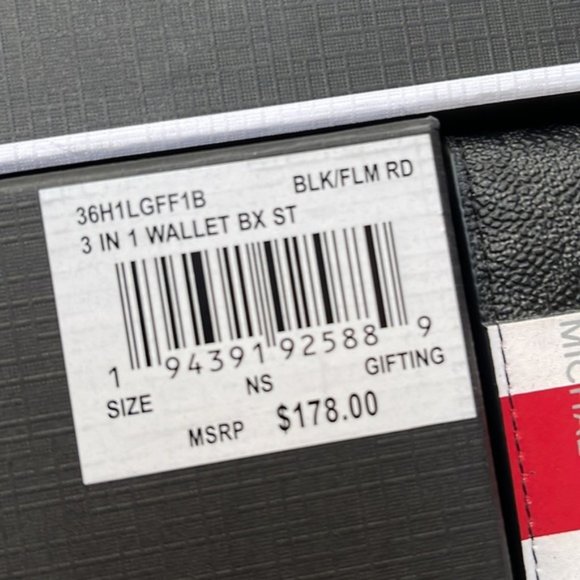 36H1LGFF1B BLK/FLM RD
3 IN 1 WALLET BX ST
1 94391 92588 9
SIZE NS GIFTING
MSRP $178.00